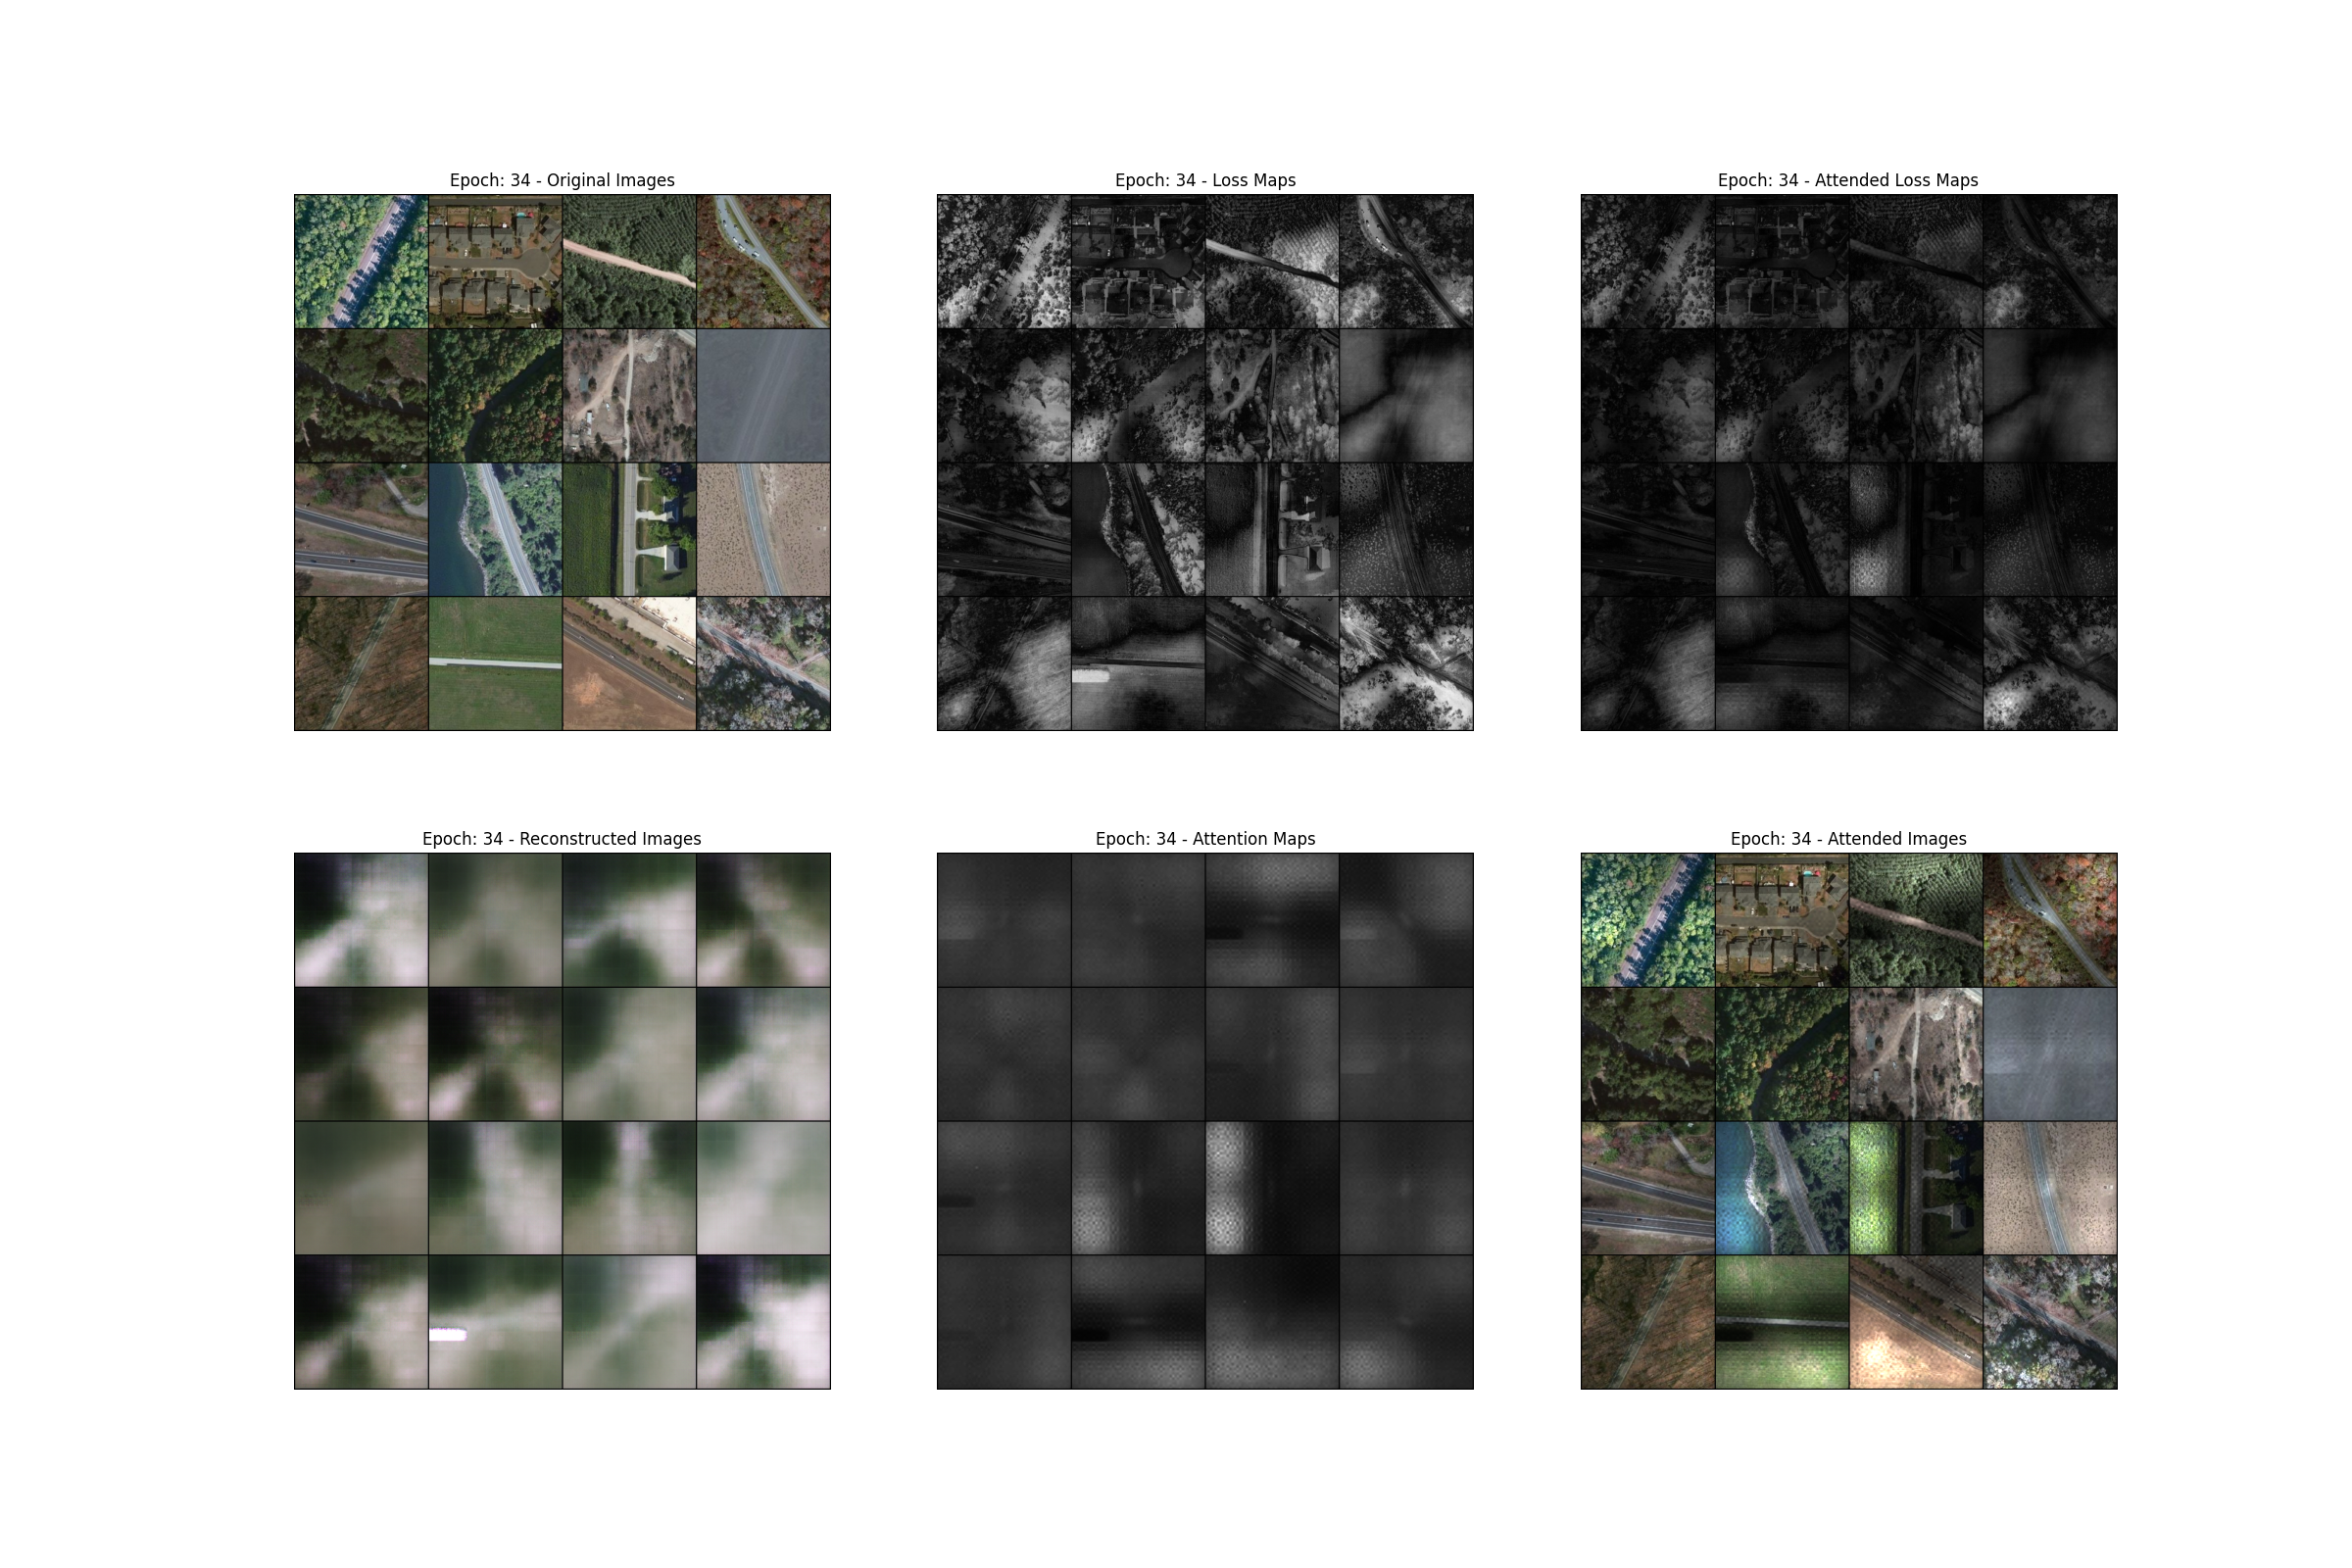 Epoch: 34 - Original Images
Epoch: 34 - Loss Maps
Epoch: 34 - Attended Loss Maps
Epoch: 34 - Reconstructed Images
Epoch: 34 - Attention Maps
Epoch: 34 - Attended Images